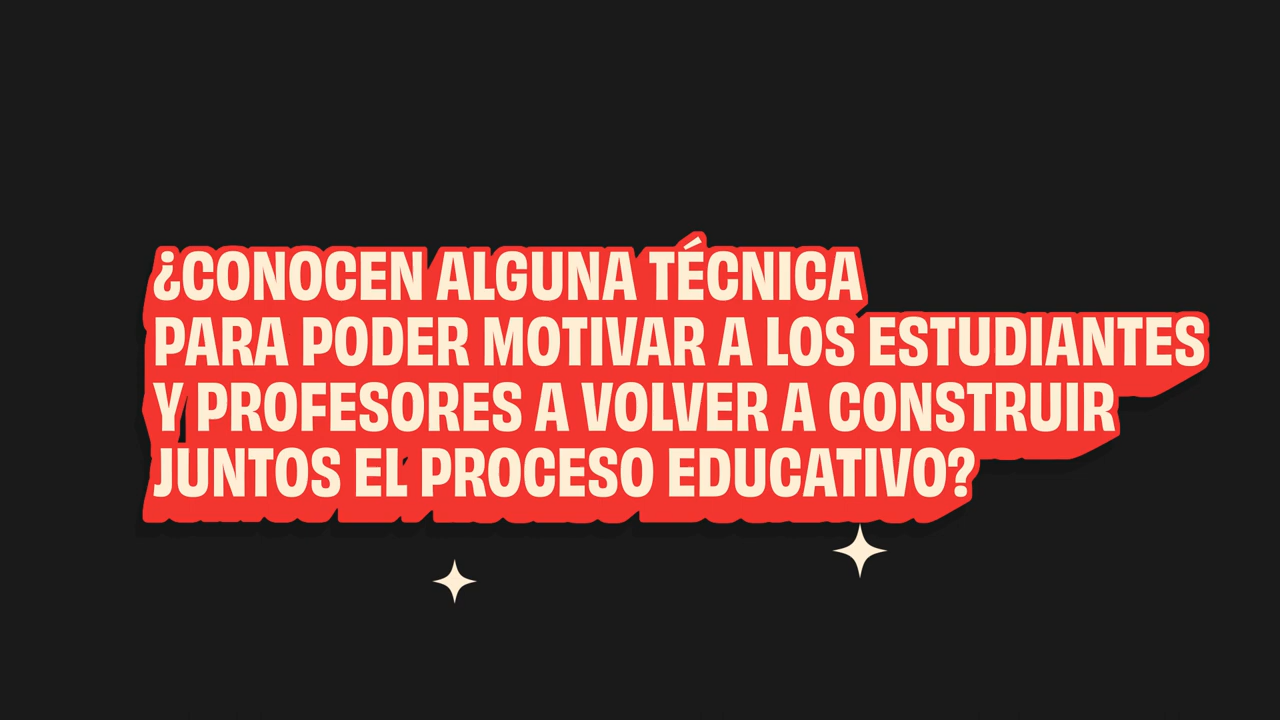 ¿CONOCEN ALGUNA TÉCNICA
PARA PODER MOTIVAR A LOS ESTUDIANTES
Y PROFESORES A VOLVER A CONSTRUIR
JUNTOS EL PROCESO EDUCATIVO?